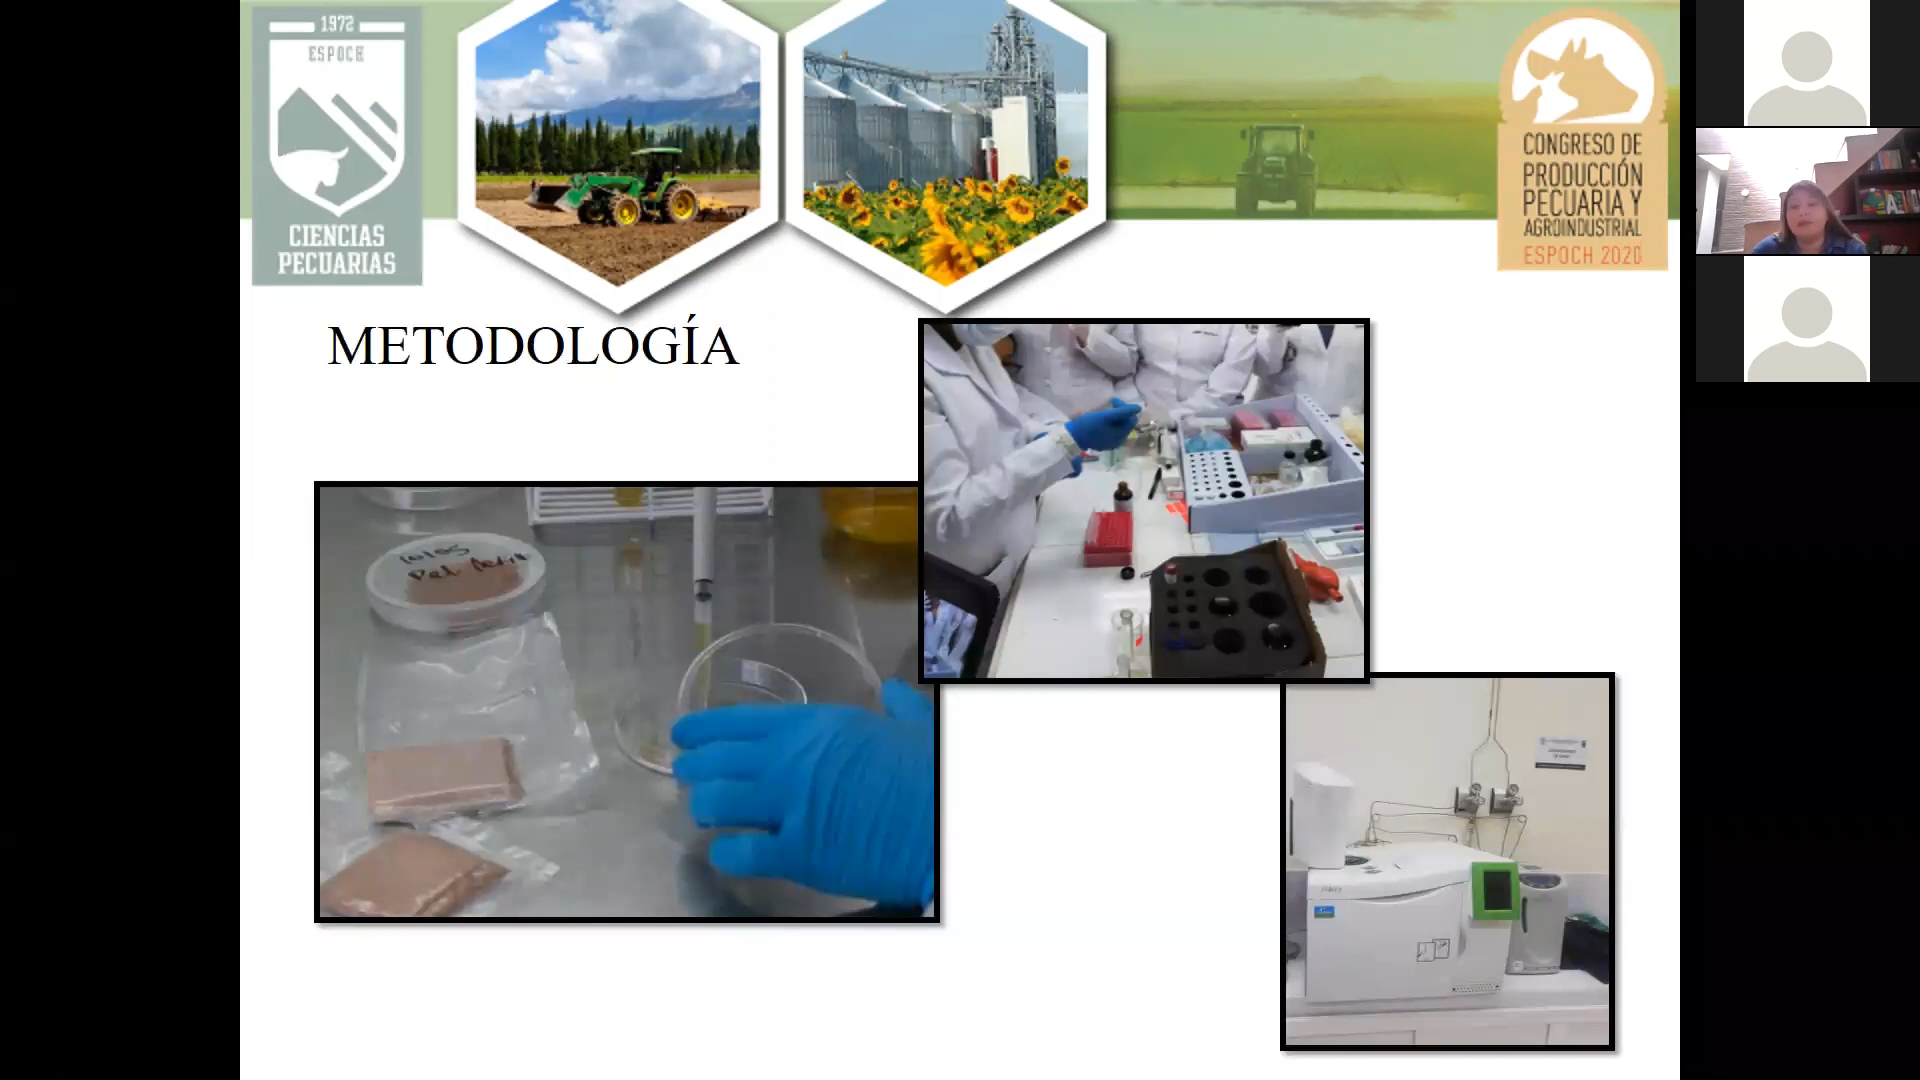 1972
ESPOCH
CIENCIAS
PECUARIAS
CONGRESO DE
PRODUCCIÓN
PECUARIA Y
AGROINDUSTRIAL
ESPOCH 2020
METODOLOGÍA